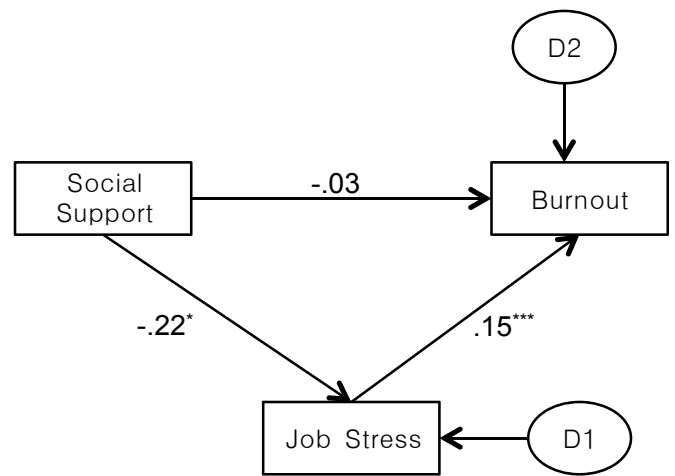 D2
Social
Support
-.03
Burnout
-.22*
.15***
Job Stress
D1